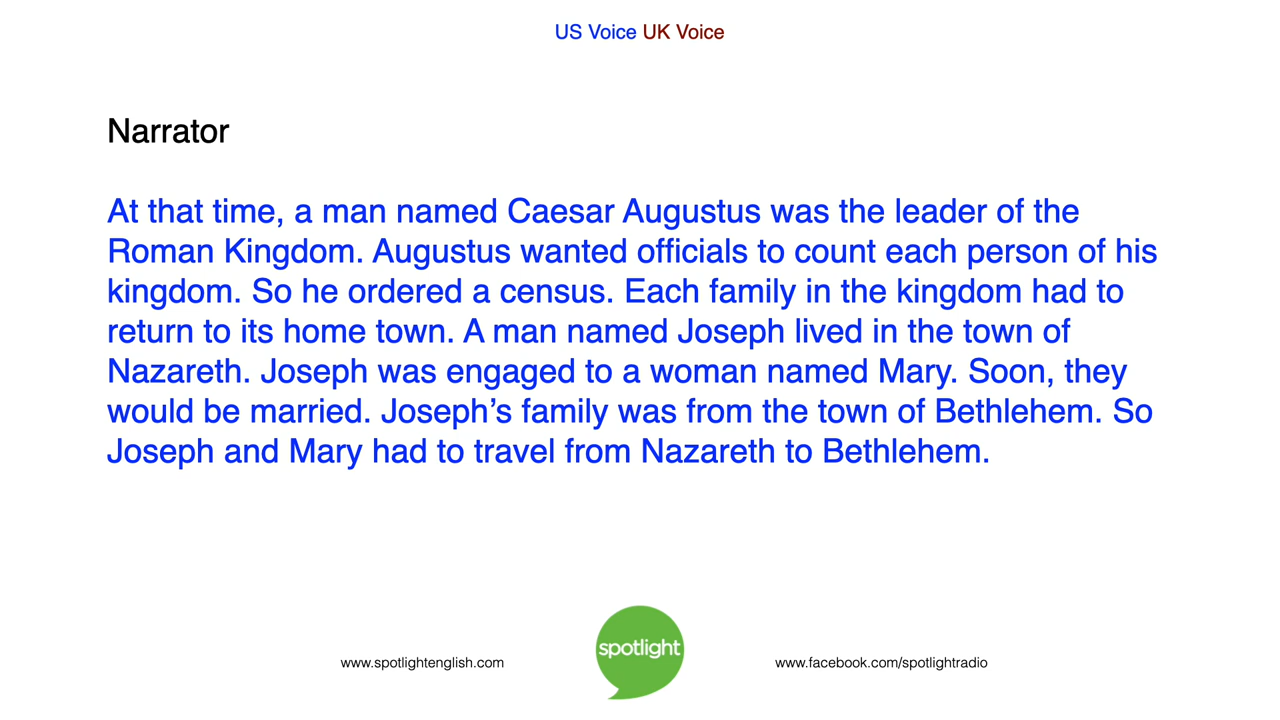 US Voice UK Voice
Narrator
At that time, a man named Caesar Augustus was the leader of the
Roman Kingdom. Augustus wanted officials to count each person of his
kingdom. So he ordered a census. Each family in the kingdom had to
return to its home town. A man named Joseph lived in the town of
Nazareth. Joseph was engaged to a woman named Mary. Soon, they
would be married. Joseph’s family was from the town of Bethlehem. So
Joseph and Mary had to travel from Nazareth to Bethlehem.
www.spotlightenglish.com
spotlight
www.facebook.com/spotlightradio